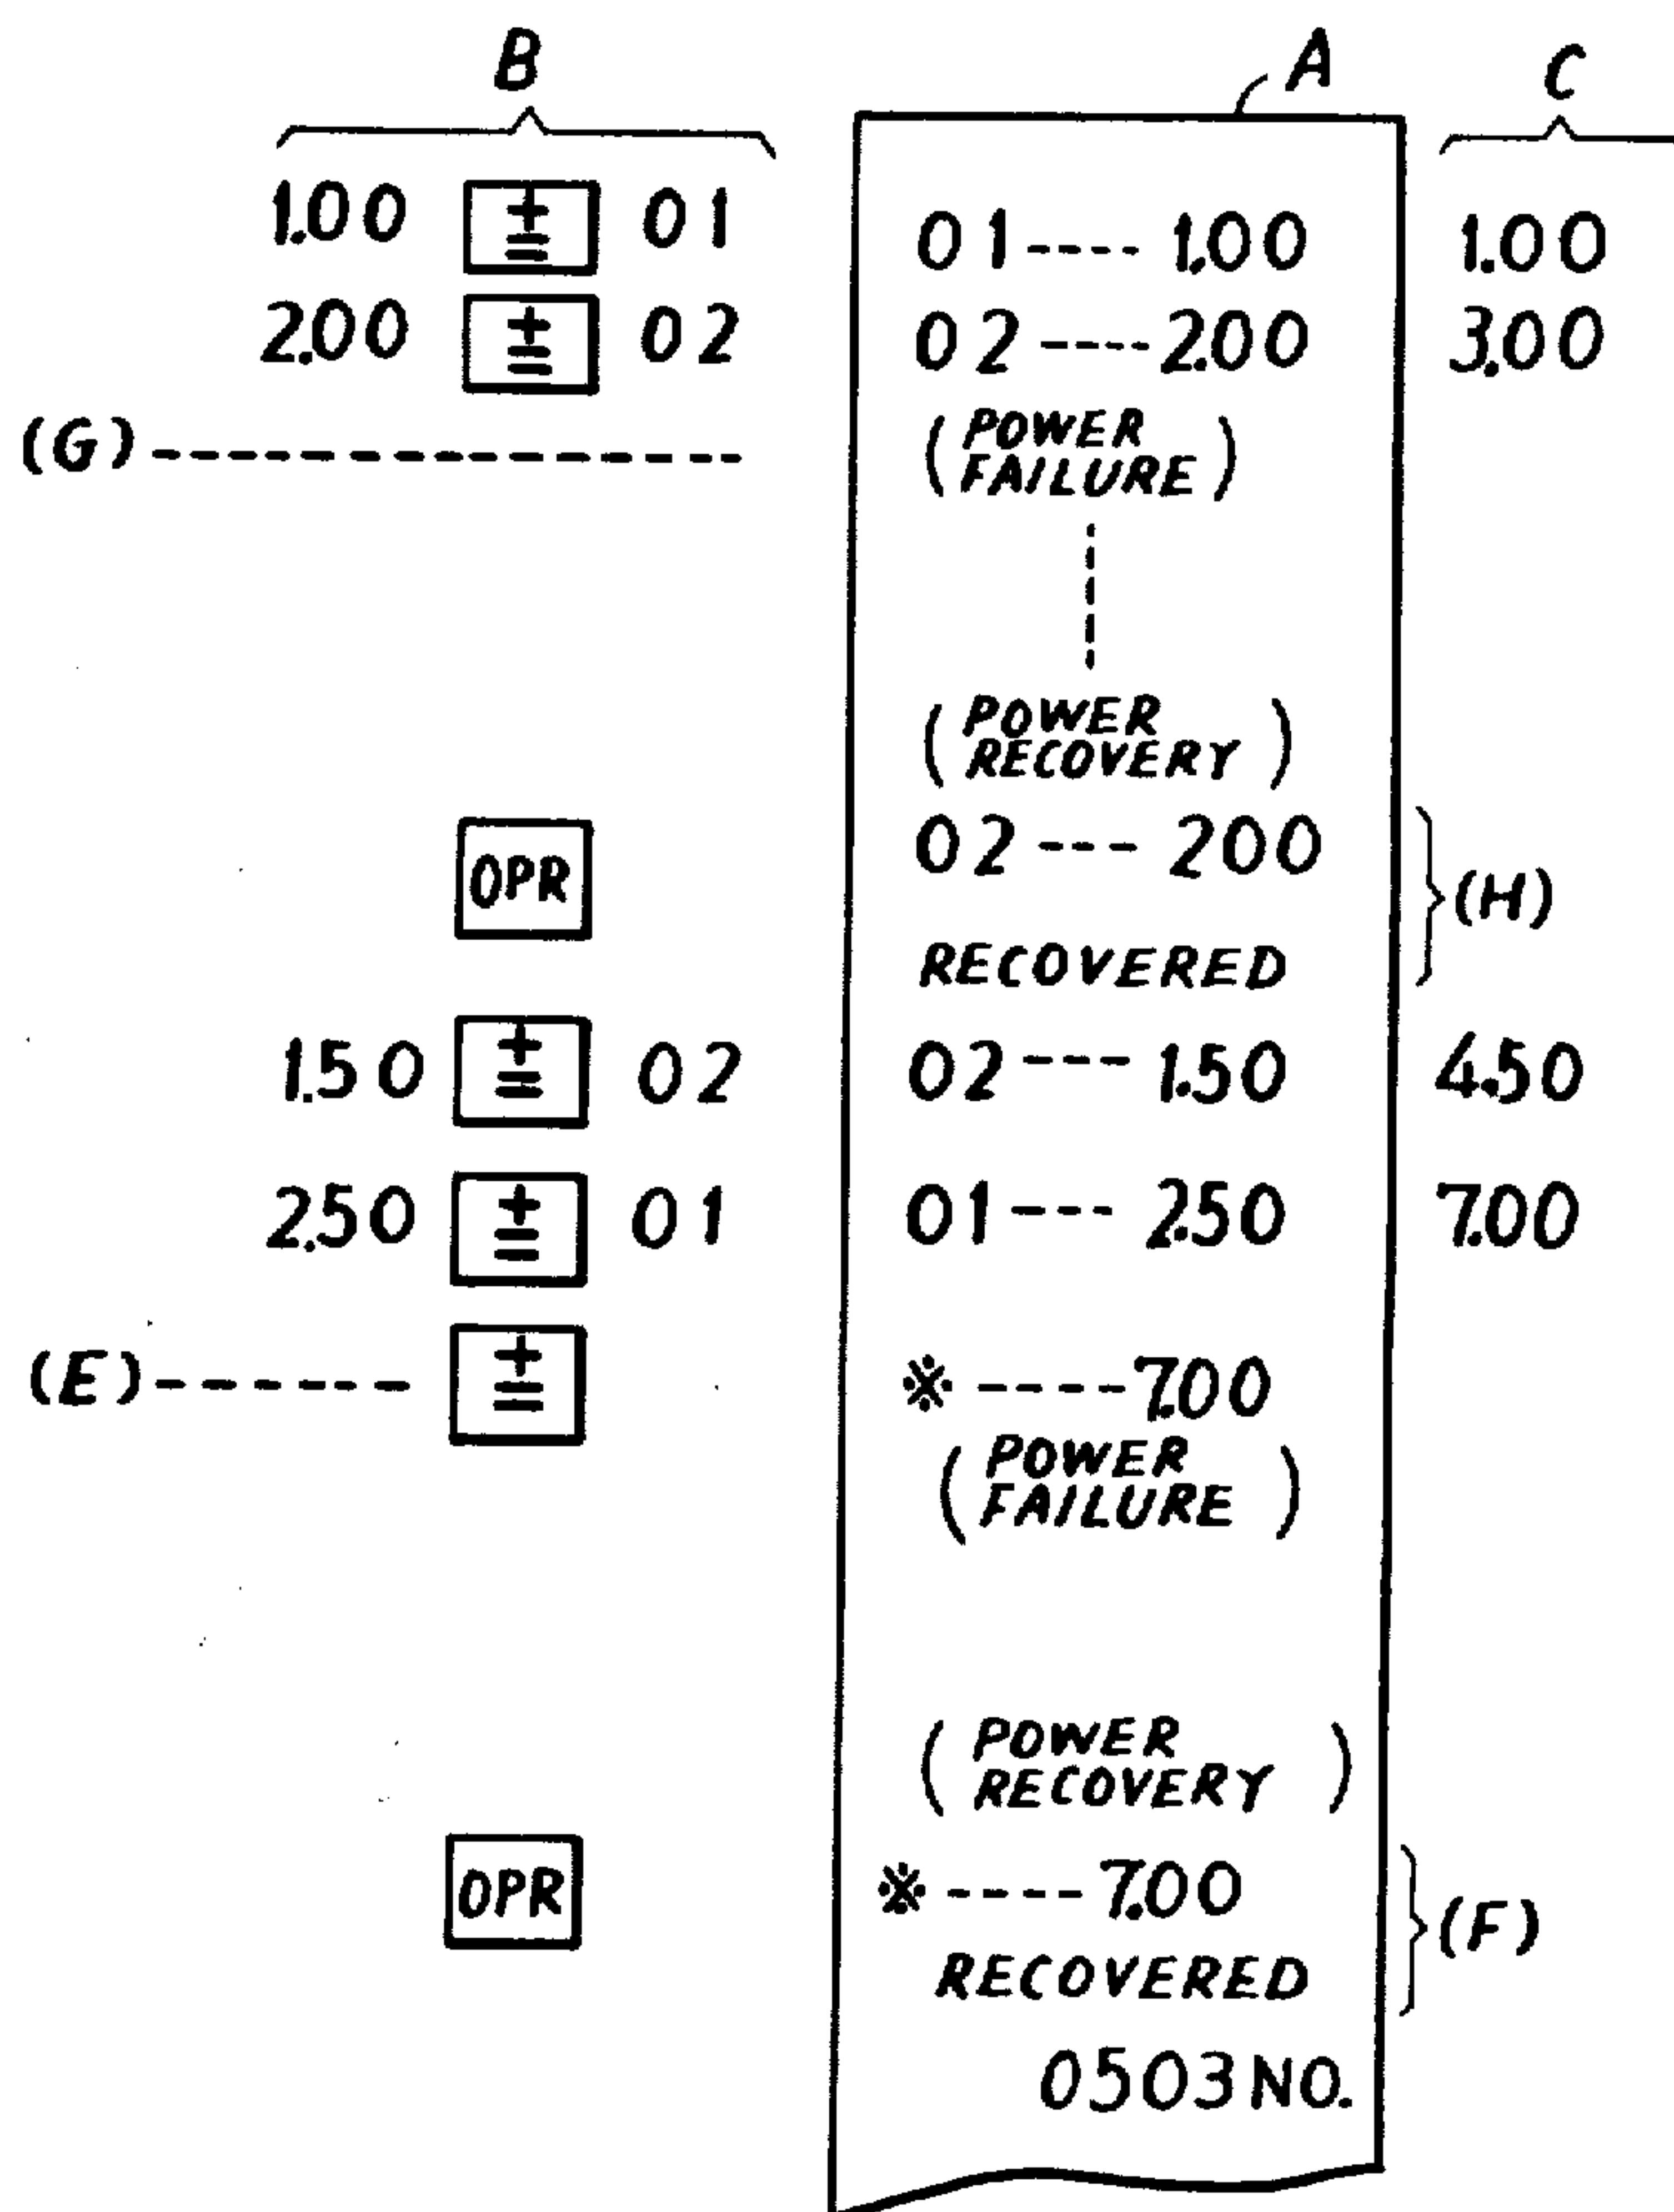 B A C
1.00 ± 01 01---- 1.00 1.00
2.00 ± 02 02----2.00 3.00
(G)--------------- (POWER
FAILURE)
(POWER
RECOVERY)
OPR 02--- 200 (H)
RECOVERED
1.50 ± 02 02--- 1.50 4.50
2.50 ± 01 01--- 2.50 7.00
(E)------ ± ※----7.00
(POWER
FAILURE)
(POWER
RECOVERY)
OPR ※----7.00 (F)
RECOVERED
0503NO.